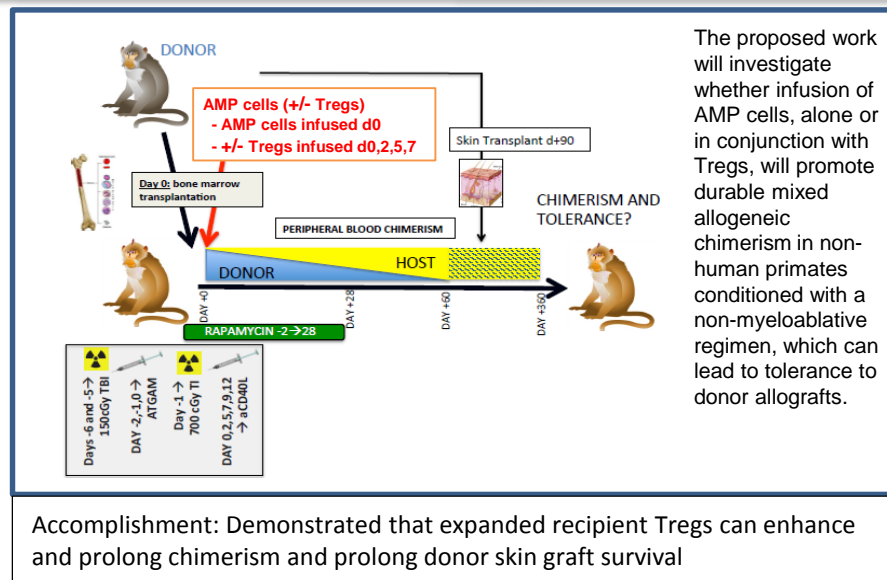 DONOR
AMP cells (+/- Tregs)
- AMP cells infused d0
- +/- Tregs infused d0,2,5,7
Day 0: bone marrow
transplantation
Skin Transplant d+90
CHIMERISM AND
TOLERANCE?
PERIPHERAL BLOOD CHIMERISM
HOST
DONOR
DAY +0
DAY +28
DAY +60
DAY +360
RAPAMYCIN -2→28
Days -6 and -5→
150cGy TBI
DAY -2,-1,0→
ATGAM
Day -1→
700 cGy TI
DAY 0,2,5,7,9,12
→ aCD40L
The proposed work
will investigate
whether infusion of
AMP cells, alone or
in conjunction with
Tregs, will promote
durable mixed
allogeneic
chimerism in non-
human primates
conditioned with a
non-myeloablative
regimen, which can
lead to tolerance to
donor allografts.
Accomplishment: Demonstrated that expanded recipient Tregs can enhance
and prolong chimerism and prolong donor skin graft survival